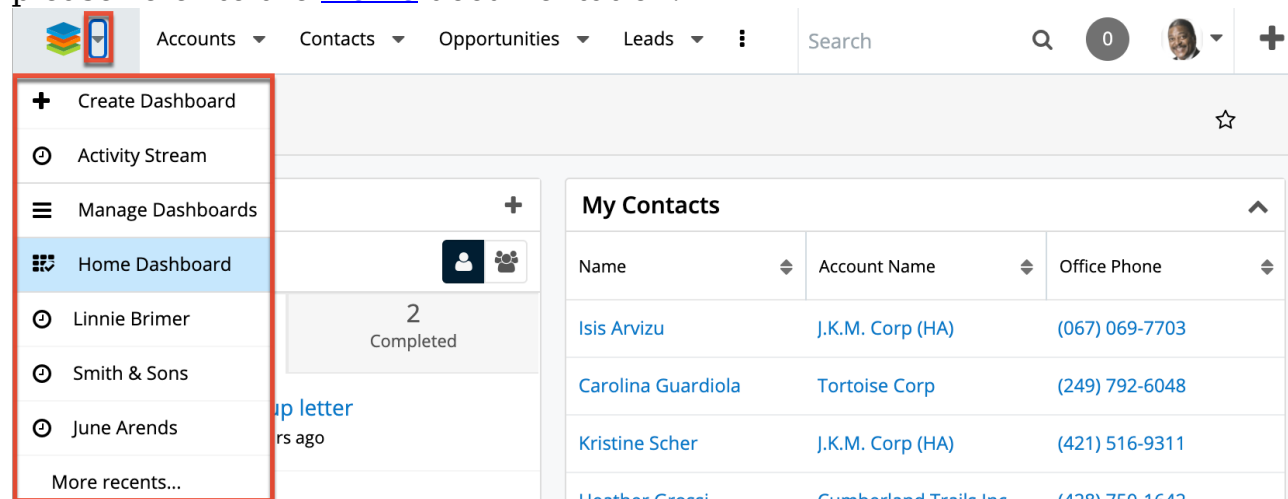 Accounts Contacts Opportunities Leads Search 0
Create Dashboard
Activity Stream
Manage Dashboards
Home Dashboard
Linnie Brimer
Smith & Sons
June Arends
More recents...
2
Completed
up letter
rs ago
My Contacts
Name Account Name Office Phone
Isis Arvizu J.K.M. Corp (HA) (067) 069-7703
Carolina Guardiola Tortoise Corp (249) 792-6048
Kristine Scher J.K.M. Corp (HA) (421) 516-9311